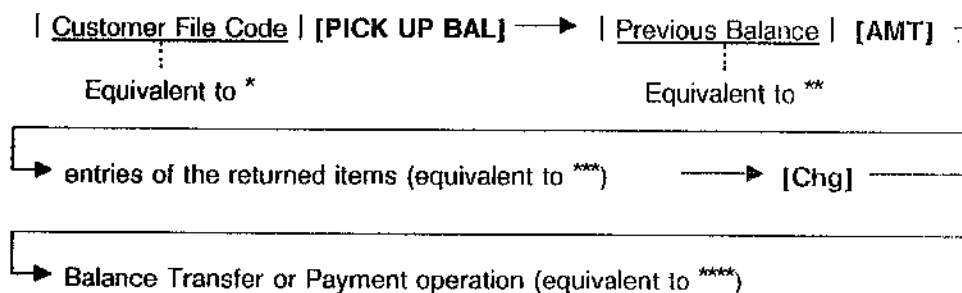 | Customer File Code | [PICK UP BAL] → | Previous Balance | [AMT]
Equivalent to * Equivalent to **
entries of the returned items (equivalent to ***) → [Chg]
Balance Transfer or Payment operation (equivalent to ****)